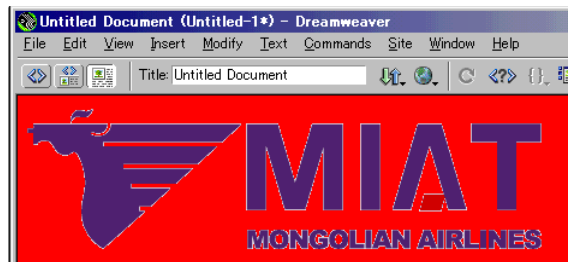 Untitled Document (Untitled-1*) - Dreamweaver
File Edit View Insert Modify Text Commands Site Window Help
Title: Untitled Document
MIAT
MONGOLIAN AIRLINES